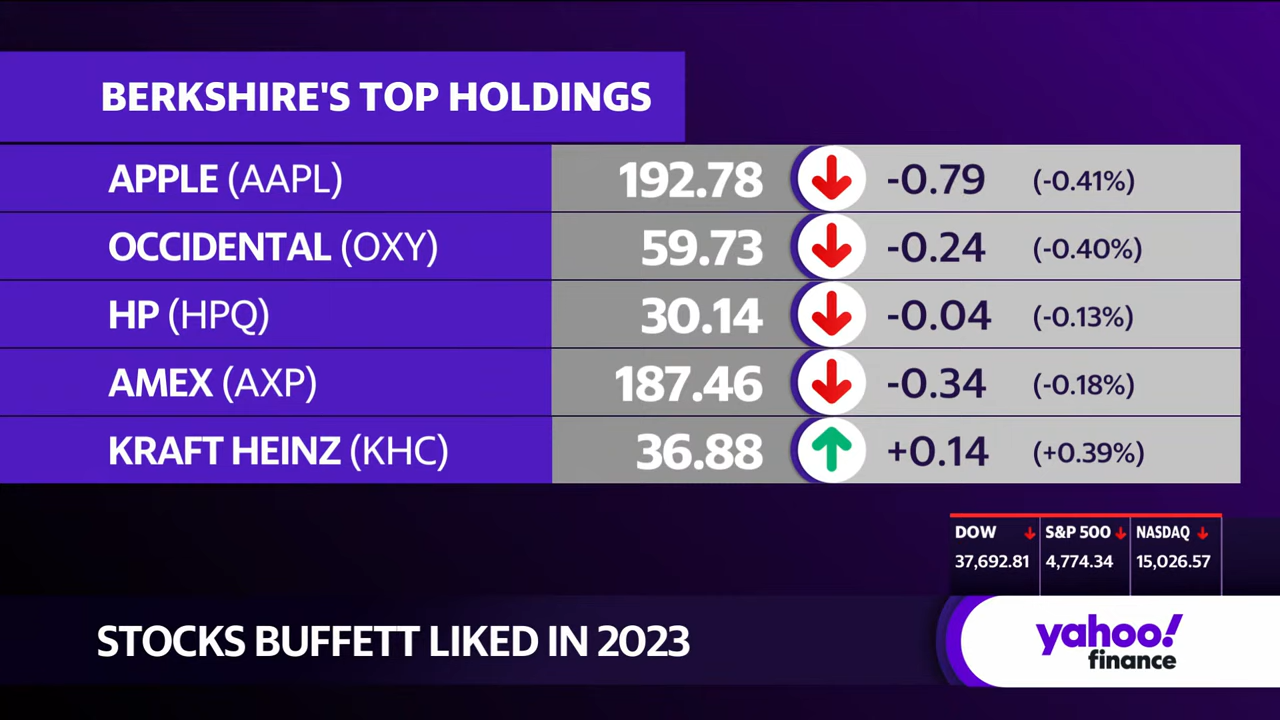 BERKSHIRE'S TOP HOLDINGS
APPLE (AAPL) 192.78 -0.79 (-0.41%)
OCCIDENTAL (OXY) 59.73 -0.24 (-0.40%)
HP (HPQ) 30.14 -0.04 (-0.13%)
AMEX (AXP) 187.46 -0.34 (-0.18%)
KRAFT HEINZ (KHC) 36.88 +0.14 (+0.39%)
DOW S&P 500 NASDAQ
37,692.81 4,774.34 15,026.57
STOCKS BUFFETT LIKED IN 2023
yahoo!
finance